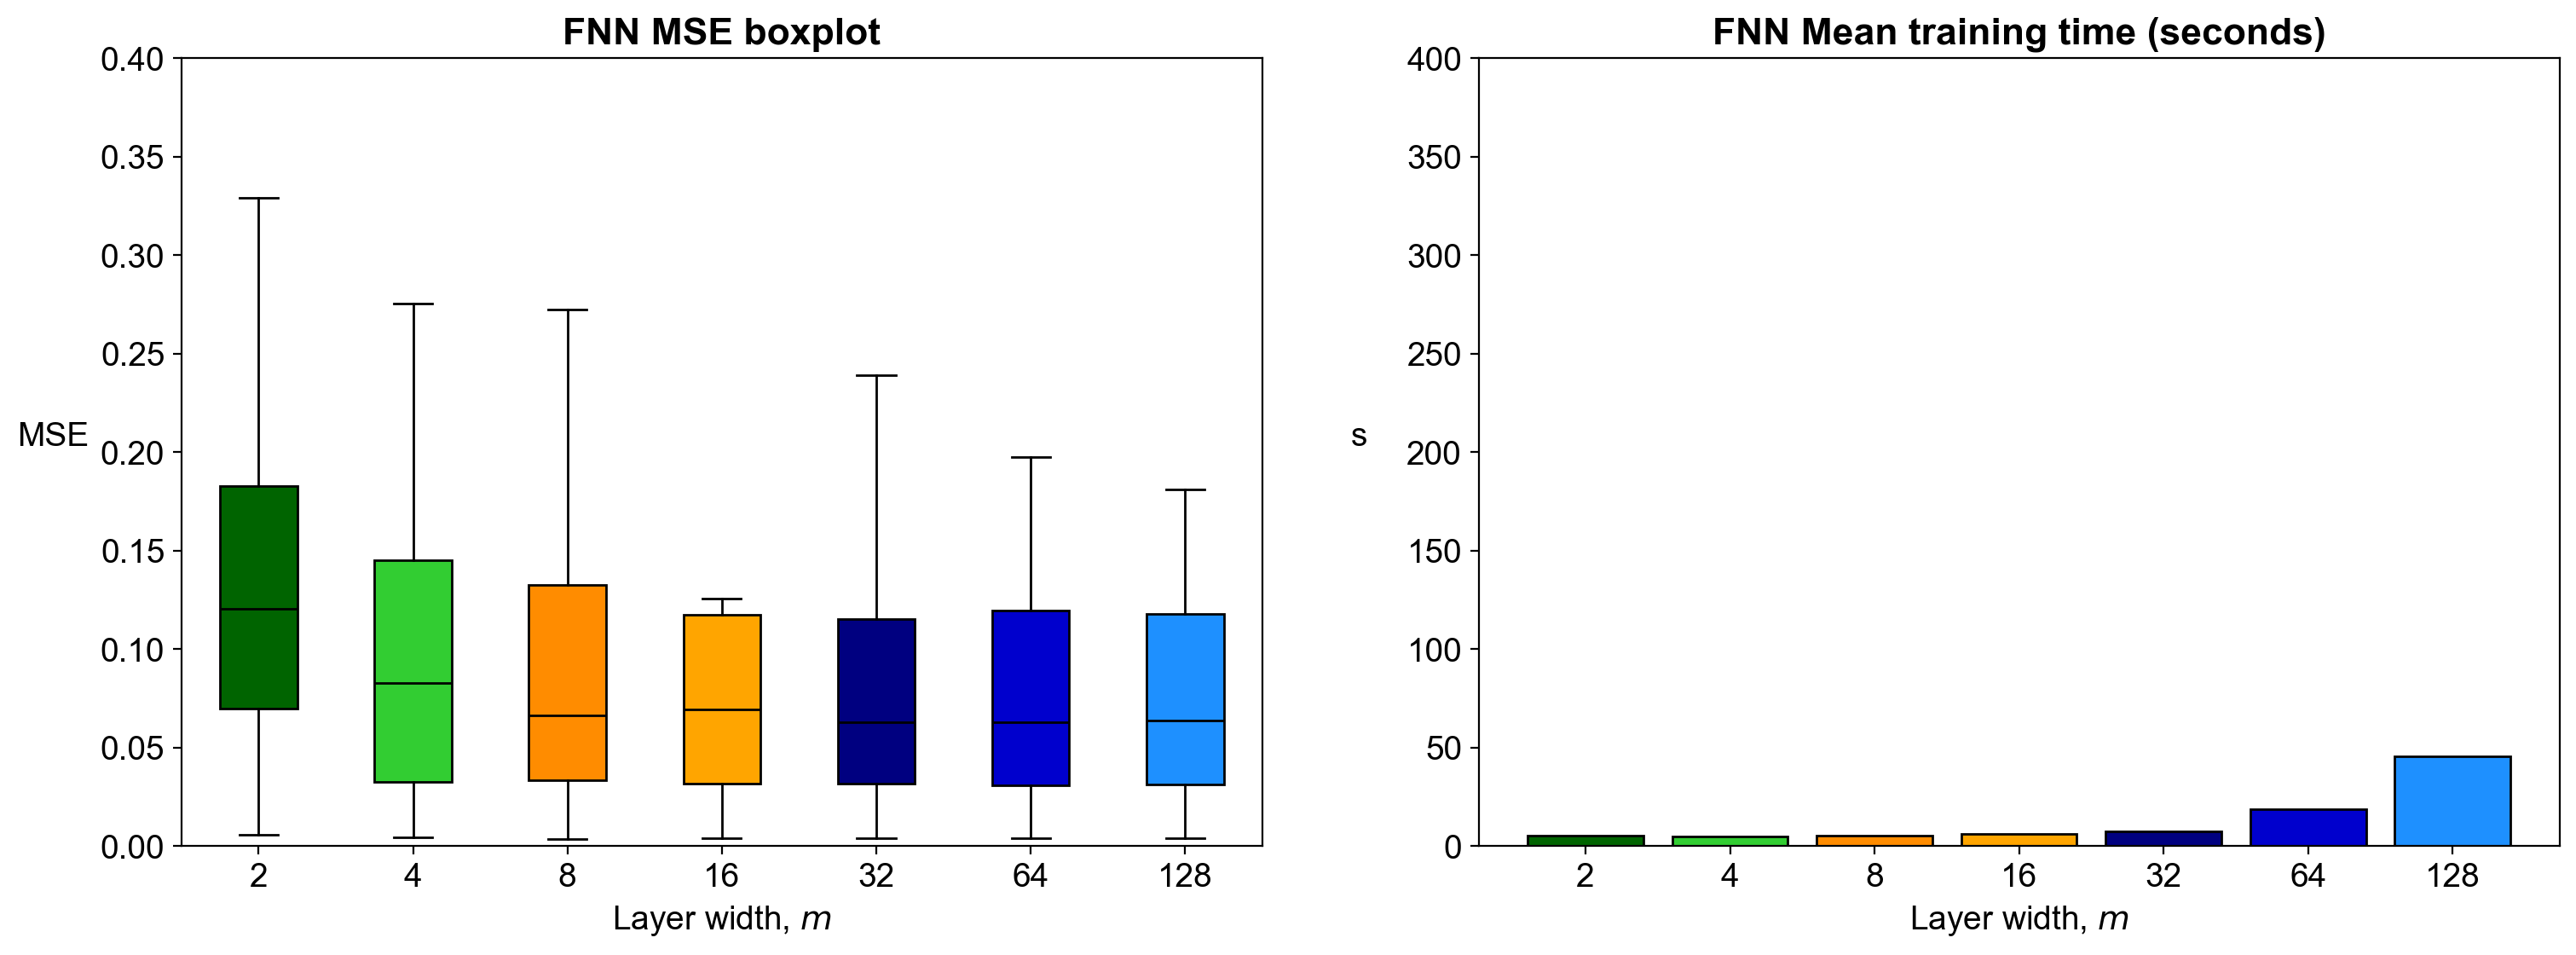 FNN MSE boxplot
0.40
0.35
0.30
0.25
0.20
0.15
0.10
0.05
0.00
MSE
2 4 8 16 32 64 128
Layer width, m
FNN Mean training time (seconds)
400
350
300
250
200
150
100
50
0
s
2 4 8 16 32 64 128
Layer width, m